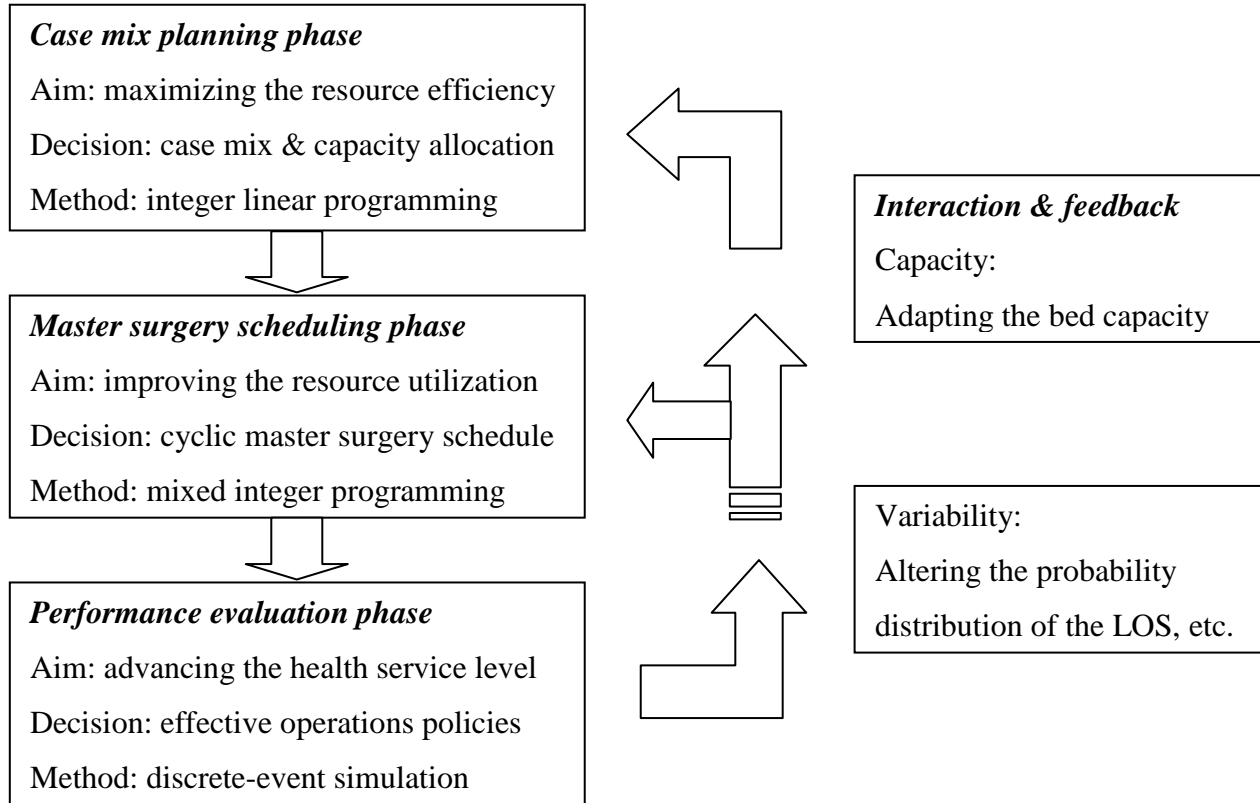 Case mix planning phase
Aim: maximizing the resource efficiency
Decision: case mix & capacity allocation
Method: integer linear programming
Master surgery scheduling phase
Aim: improving the resource utilization
Decision: cyclic master surgery schedule
Method: mixed integer programming
Performance evaluation phase
Aim: advancing the health service level
Decision: effective operations policies
Method: discrete-event simulation
Interaction & feedback
Capacity:
Adapting the bed capacity
Variability:
Altering the probability
distribution of the LOS, etc.